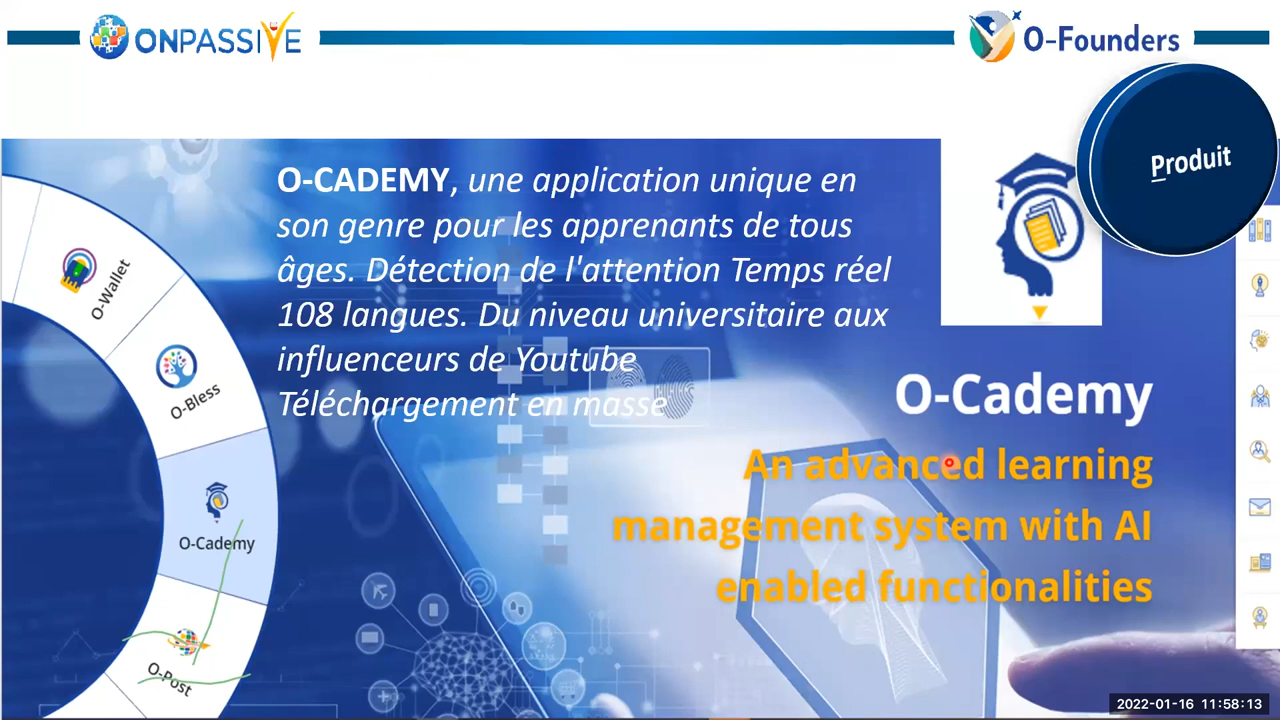 ONPASSIVE
O-Founders
Produit
O-CADEMY, une application unique en
son genre pour les apprenants de tous
âges. Détection de l'attention Temps réel
108 langues. Du niveau universitaire aux
influenceurs de Youtube
Téléchargement en masse
O-Wallet
O-Bless
O-Cademy
O-Post
O-Cademy
An advanced learning
management system with AI
enabled functionalities
2022-01-16 11:58:13